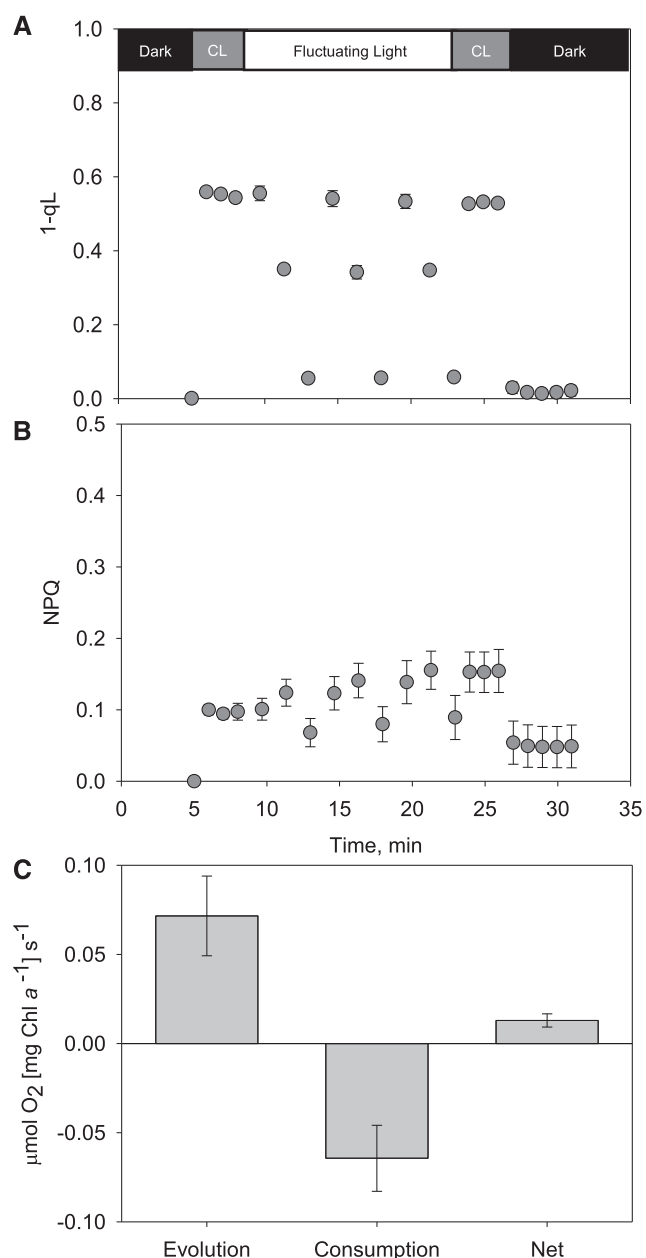 A
1.0
Dark CL Fluctuating Light CL Dark
0.8
0.6
1-qL
0.4
0.2
0.0
B
0.5
0.4
0.3
NPQ
0.2
0.1
0.0
0 5 10 15 20 25 30 35
Time, min
C
0.10
0.05
µmol O2 [mg Chl a -1] s-1
0.00
-0.05
-0.10
Evolution Consumption Net